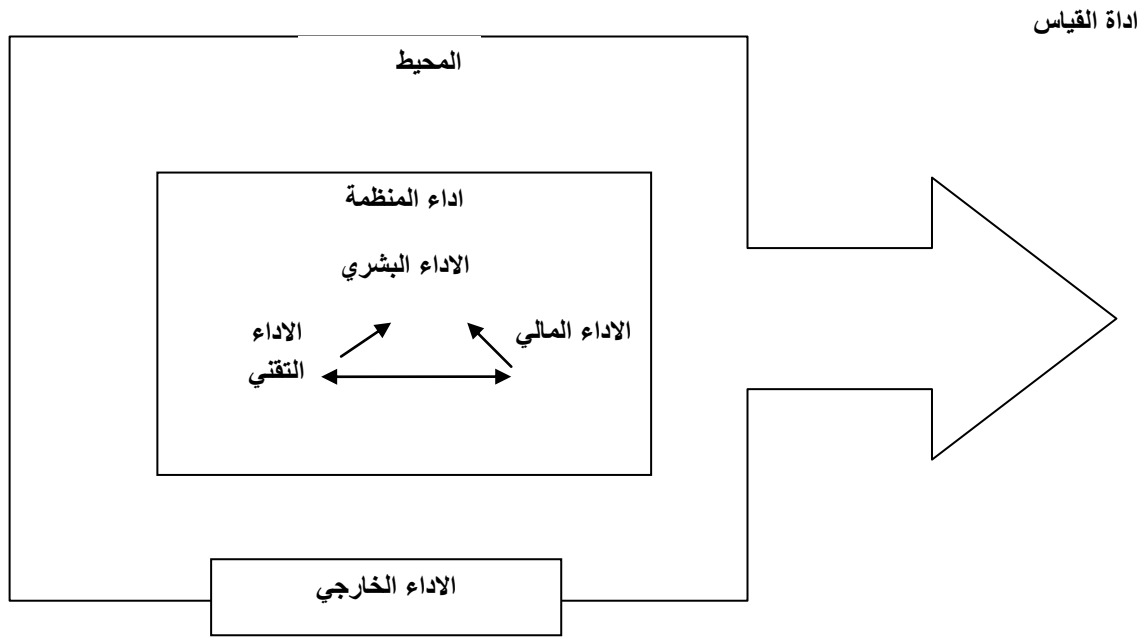 اداة القياس
المحيط
اداء المنظمة
الاداء البشري
الاداء المالي
الاداء
التقني
الاداء الخارجي